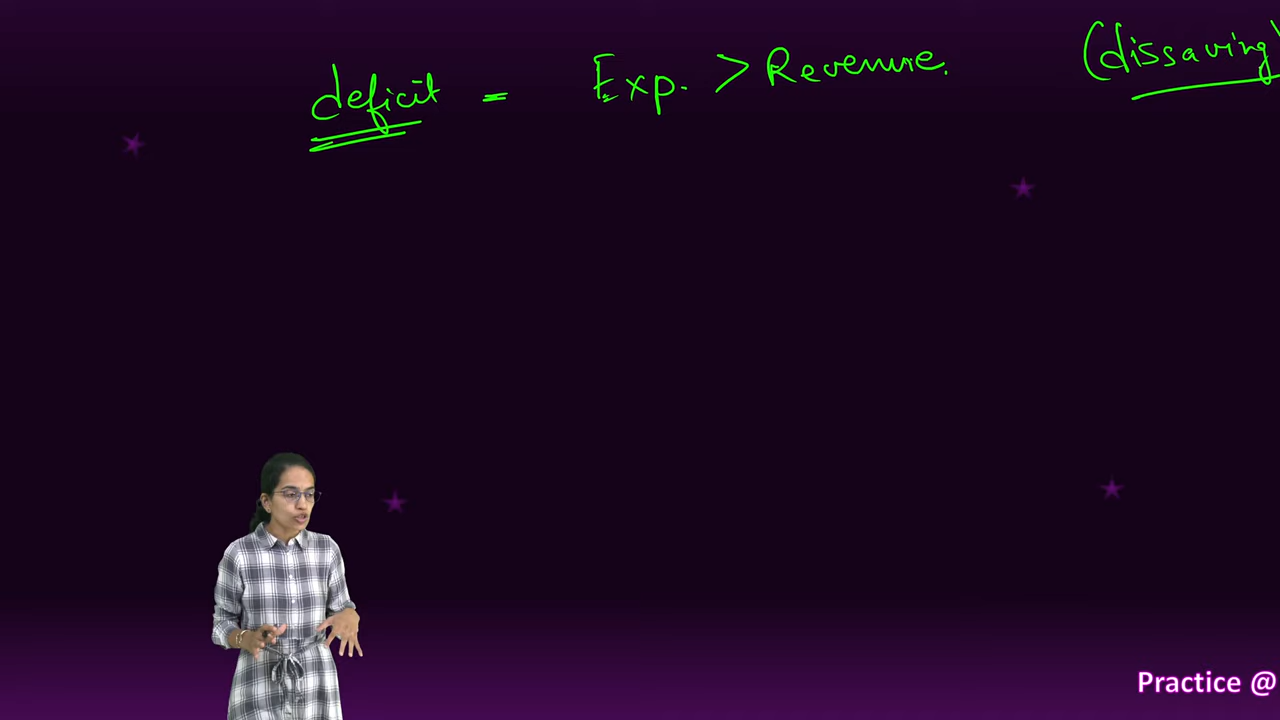 deficit = Exp. > Revenue. (dissaving)
Practice @